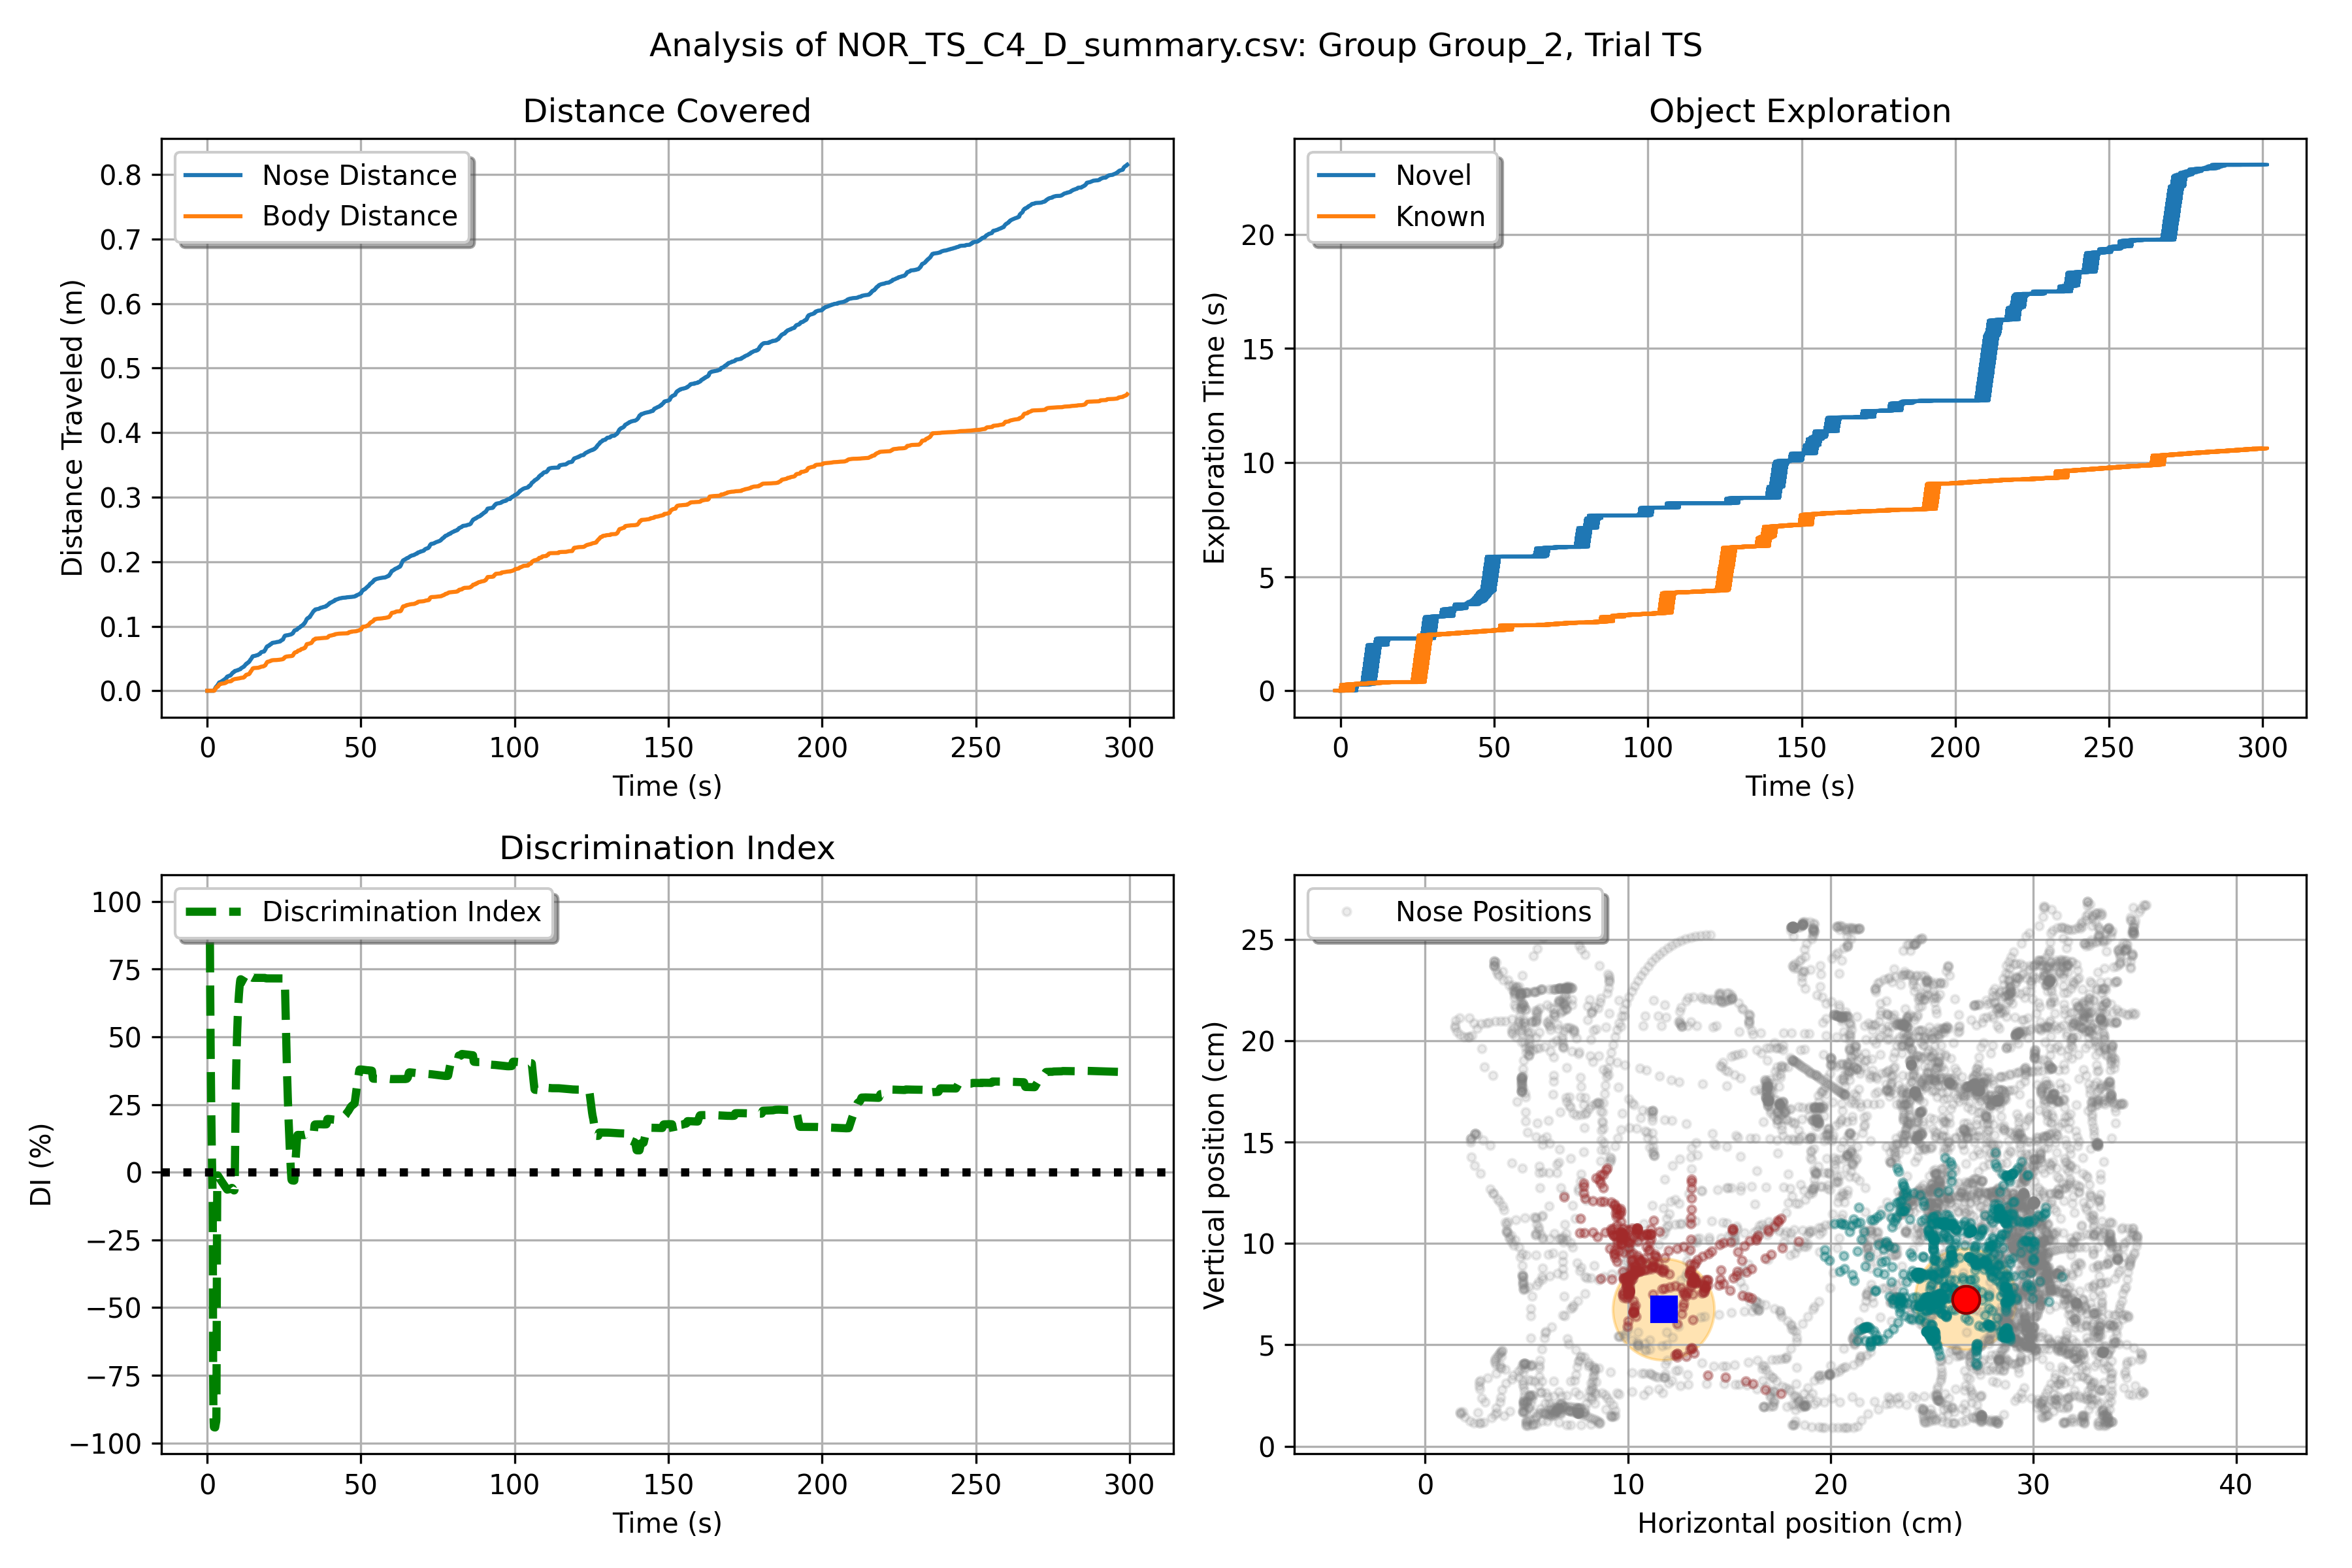 Analysis of NOR_TS_C4_D_summary.csv: Group Group_2, Trial TS
Distance Covered
Nose Distance
Body Distance
Distance Traveled (m)
0.8
0.7
0.6
0.5
0.4
0.3
0.2
0.1
0.0
0 50 100 150 200 250 300
Time (s)
Object Exploration
Novel
Known
Exploration Time (s)
20
15
10
5
0
0 50 100 150 200 250 300
Time (s)
Discrimination Index
Discrimination Index
DI (%)
100
75
50
25
0
−25
−50
−75
−100
0 50 100 150 200 250 300
Time (s)
Nose Positions
Vertical position (cm)
25
20
15
10
5
0
0 10 20 30 40
Horizontal position (cm)